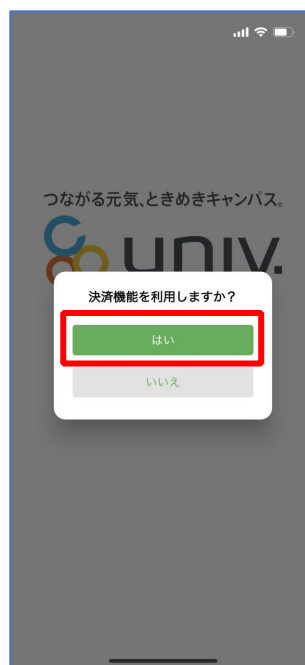 つながる元気、ときめきキャンパス。
univ.
決済機能を利用しますか？
はい
いいえ